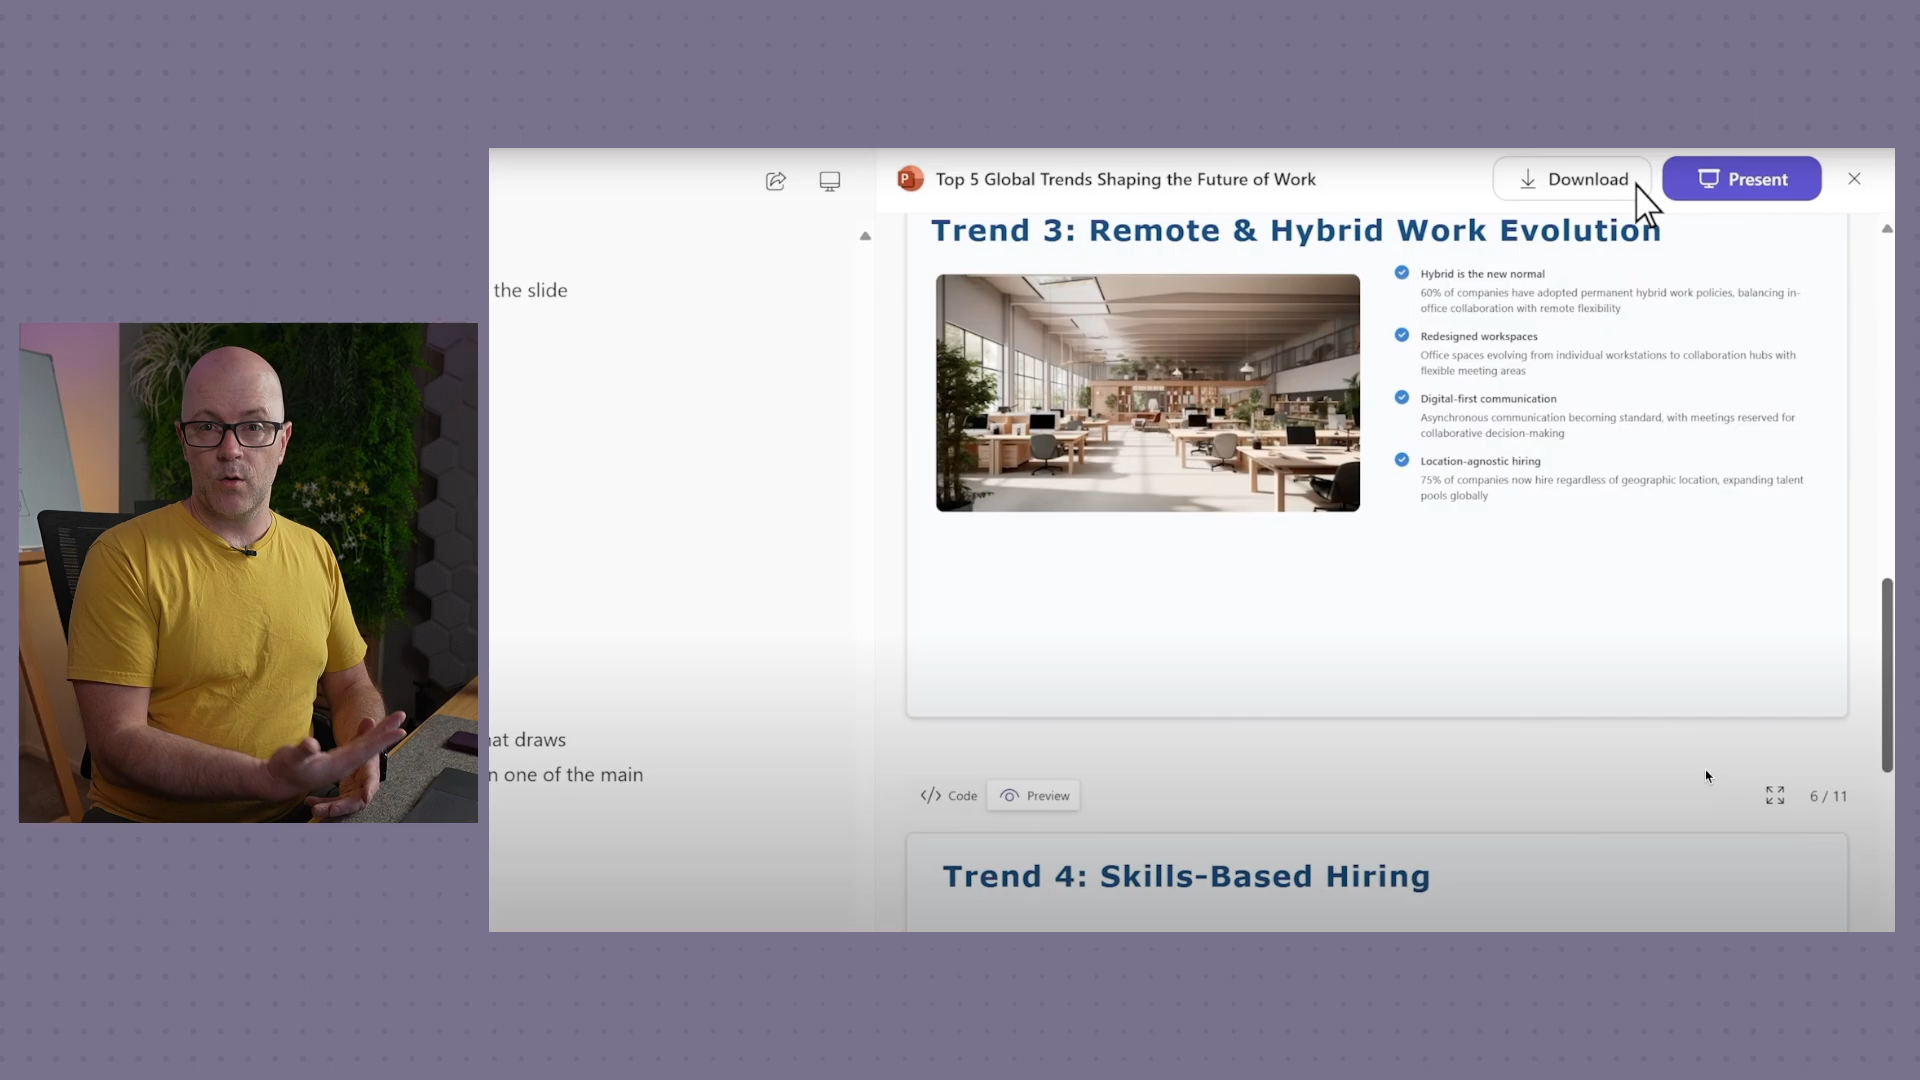 Top 5 Global Trends Shaping the Future of Work
Download
Present
the slide
at draws
n one of the main
Trend 3: Remote & Hybrid Work Evolution
Hybrid is the new normal
60% of companies have adopted permanent hybrid work policies, balancing in-
office collaboration with remote flexibility
Redesigned workspaces
Office spaces evolving from individual workstations to collaboration hubs with
flexible meeting areas
Digital-first communication
Asynchronous communication becoming standard, with meetings reserved for
collaborative decision-making
Location-agnostic hiring
75% of companies now hire regardless of geographic location, expanding talent
pools globally
</> Code
Preview
6 / 11
Trend 4: Skills-Based Hiring